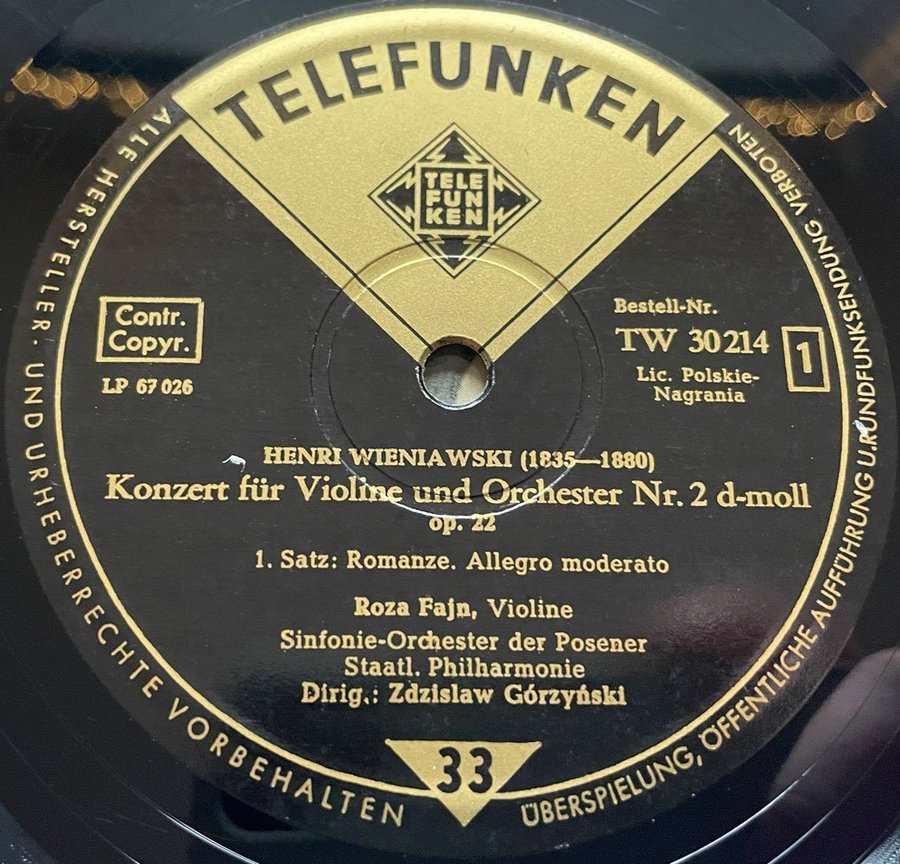 TELEFUNKEN
TELE
FUN
KEN
Contr.
Copyr.
LP 67 026
Bestell-Nr.
TW 30214
1
Lic. Polskie-
Nagrania
HENRI WIENIAWSKI (1835—1880)
Konzert für Violine und Orchester Nr. 2 d-moll
op. 22
1. Satz: Romanze. Allegro moderato
Roza Fajn, Violine
Sinfonie-Orchester der Posener
Staatl. Philharmonie
Dirig.: Zdzislaw Górzyński
33
ALLE HERSTELLER- UND URHEBERRECHTE VORBEHALTEN
ÜBERSPIELUNG, ÖFFENTLICHE AUFFÜHRUNG U. RUNDFUNKSENDUNG VERBOTEN